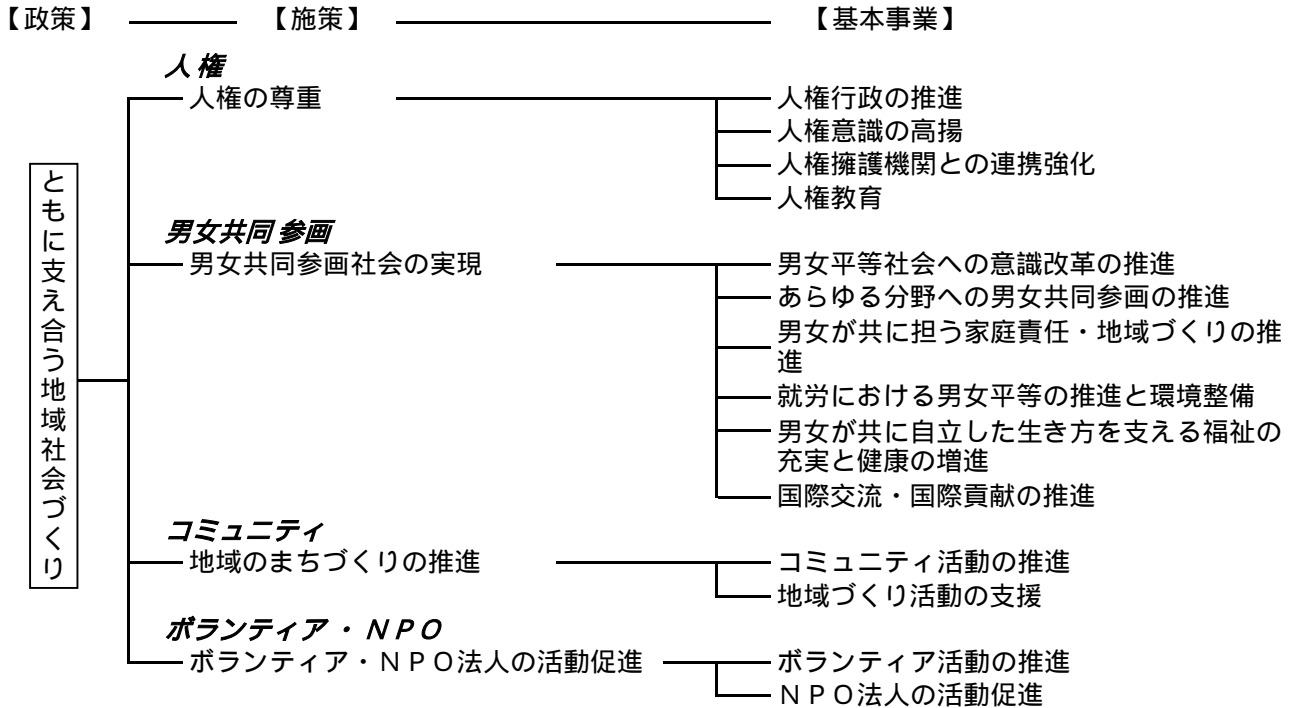 【政策】 【施策】 【基本事業】
人権
人権の尊重 人権行政の推進
人権意識の高揚
人権擁護機関との連携強化
人権教育
ともに支え合う地域社会づくり
男女共同参画
男女共同参画社会の実現 男女平等社会への意識改革の推進
あらゆる分野への男女共同参画の推進
男女が共に担う家庭責任・地域づくりの推
進
就労における男女平等の推進と環境整備
男女が共に自立した生き方を支える福祉の
充実と健康の増進
国際交流・国際貢献の推進
コミュニティ
地域のまちづくりの推進 コミュニティ活動の推進
地域づくり活動の支援
ボランティア・ＮＰＯ
ボランティア・ＮＰＯ法人の活動促進 ボランティア活動の推進
ＮＰＯ法人の活動促進